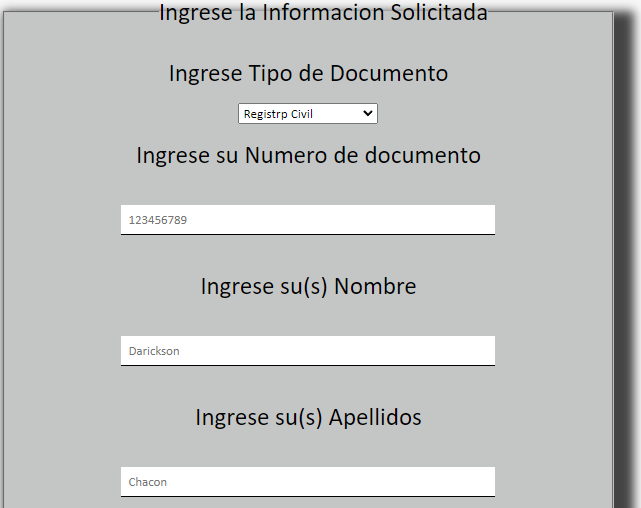 Ingrese la Informacion Solicitada
Ingrese Tipo de Documento
Registrp Civil
Ingrese su Numero de documento
123456789
Ingrese su(s) Nombre
Darickson
Ingrese su(s) Apellidos
Chacon